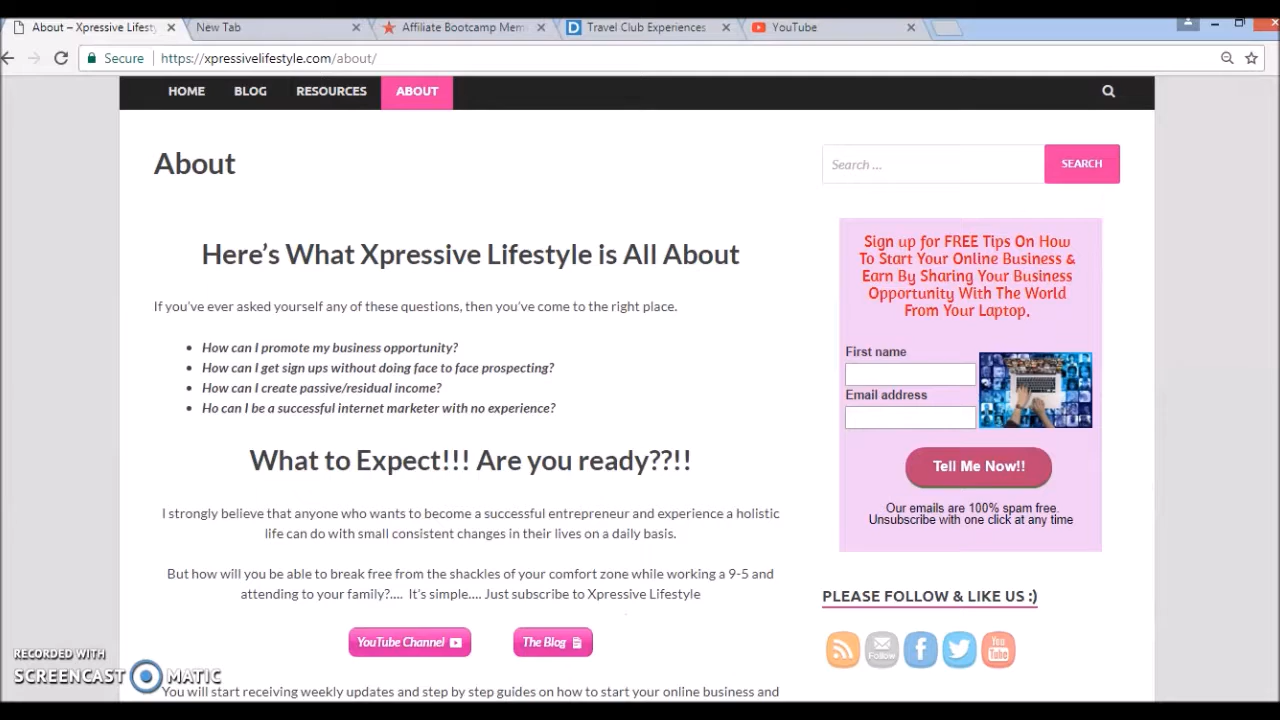 About – Xpressive Lifest
New Tab
Affiliate Bootcamp Mem
Travel Club Experiences
YouTube
Secure
https://xpressivelifestyle.com/about/
HOME
BLOG
RESOURCES
ABOUT
About
Here’s What Xpressive Lifestyle is All About
If you’ve ever asked yourself any of these questions, then you’ve come to the right place.
How can I promote my business opportunity?
How can I get sign ups without doing face to face prospecting?
How can I create passive/residual income?
Ho can I be a successful internet marketer with no experience?
What to Expect!!! Are you ready??!!
I strongly believe that anyone who wants to become a successful entrepreneur and experience a holistic
life can do with small consistent changes in their lives on a daily basis.
But how will you be able to break free from the shackles of your comfort zone while working a 9-5 and
attending to your family?…. It’s simple…. Just subscribe to Xpressive Lifestyle
YouTube Channel
The Blog
You will start receiving weekly updates and step by step guides on how to start your online business and
Search …
SEARCH
Sign up for FREE Tips On How
To Start Your Online Business &
Earn By Sharing Your Business
Opportunity With The World
From Your Laptop.
First name
Email address
Tell Me Now!!
Our emails are 100% spam free.
Unsubscribe with one click at any time
PLEASE FOLLOW & LIKE US :)
Follow
You
Tube
RECORDED WITH
SCREENCAST MATIC